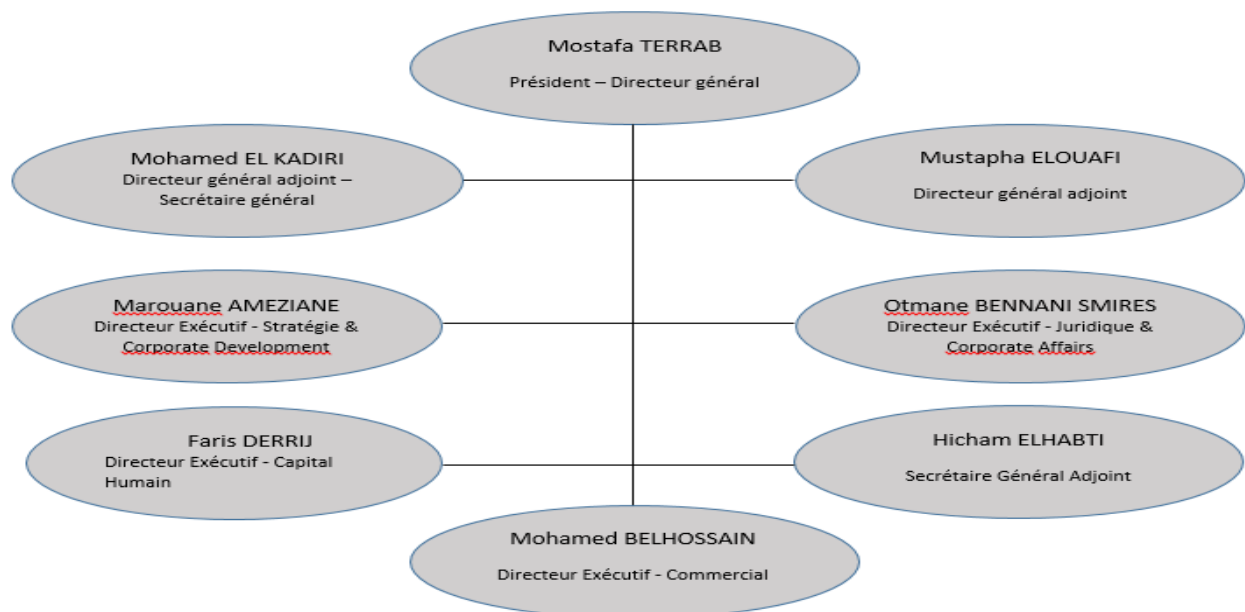 Mostafa TERRAB
Président – Directeur général
Mohamed EL KADIRI
Directeur général adjoint –
Secrétaire général
Mustapha ELOUAFI
Directeur général adjoint
Marouane AMEZIANE
Directeur Exécutif - Stratégie &
Corporate Development
Otmane BENNANI SMIRES
Directeur Exécutif - Juridique &
Corporate Affairs
Faris DERRIJ
Directeur Exécutif - Capital
Humain
Hicham ELHABTI
Secrétaire Général Adjoint
Mohamed BELHOSSAIN
Directeur Exécutif - Commercial